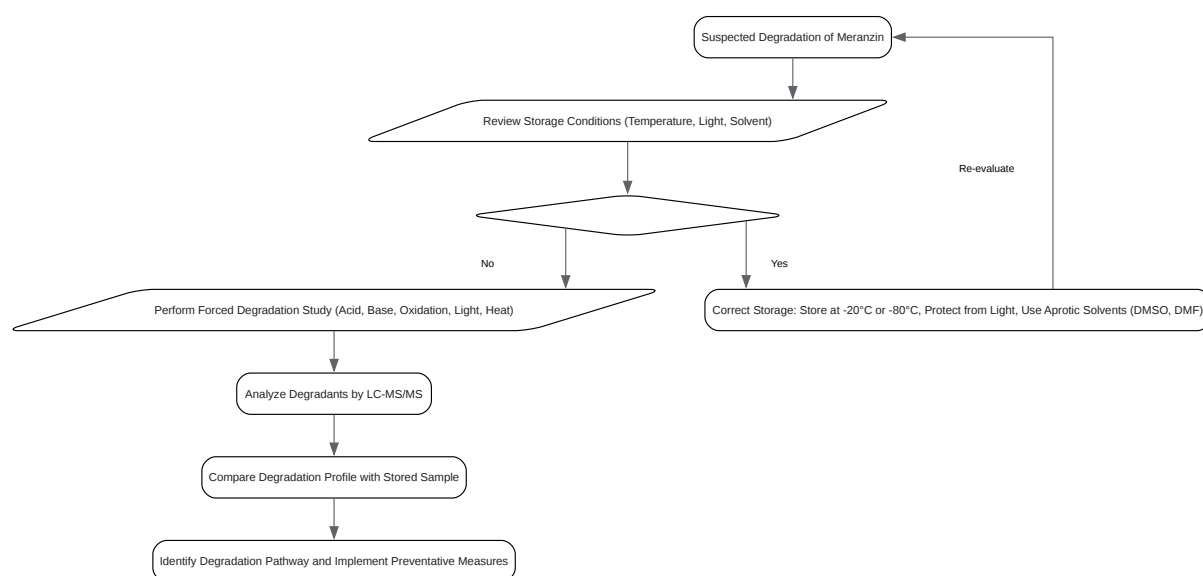 Suspected Degradation of Meranzin
Review Storage Conditions (Temperature, Light, Solvent)
Re-evaluate
No
Yes
Perform Forced Degradation Study (Acid, Base, Oxidation, Light, Heat)
Correct Storage: Store at -20°C or -80°C, Protect from Light, Use Aprotic Solvents (DMSO, DMF)
Analyze Degradants by LC-MS/MS
Compare Degradation Profile with Stored Sample
Identify Degradation Pathway and Implement Preventative Measures